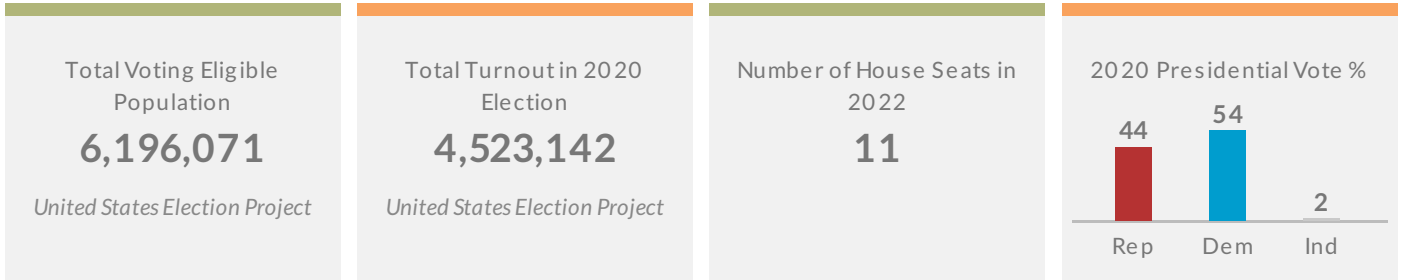 Total Voting Eligible
Population
6,196,071
United States Election Project
Total Turnout in 2020
Election
4,523,142
United States Election Project
Number of House Seats in
2022
11
2020 Presidential Vote %
44
54
2
Rep
Dem
Ind